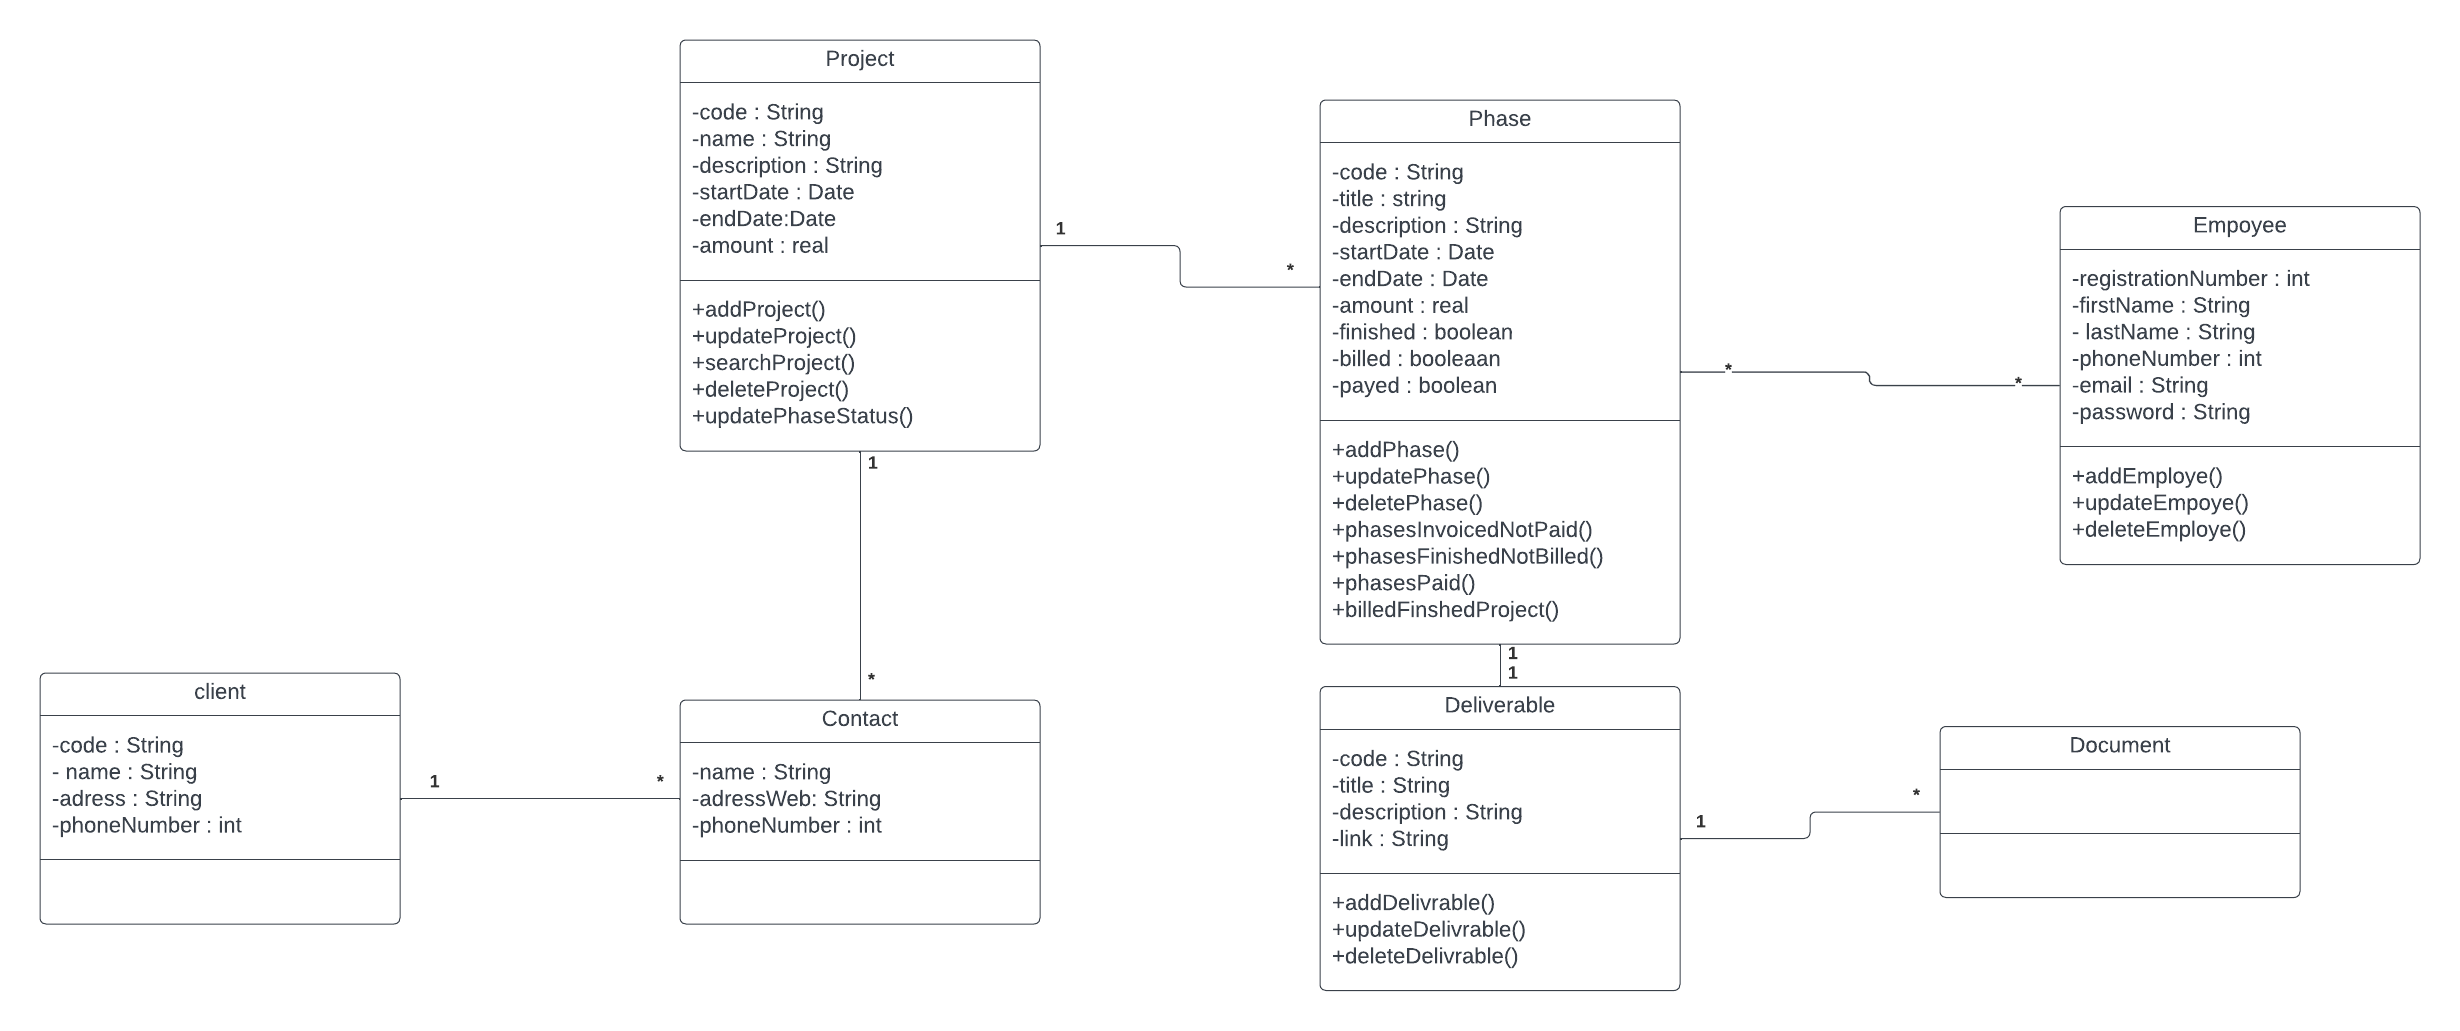 Project
-code : String
-name : String
-description : String
-startDate : Date
-endDate:Date
-amount : real
+addProject()
+updateProject()
+searchProject()
+deleteProject()
+updatePhaseStatus()
1
*
1
*
Phase
-code : String
-title : string
-description : String
-startDate : Date
-endDate : Date
-amount : real
-finished : boolean
-billed : booleaan
-payed : boolean
+addPhase()
+updatePhase()
+deletePhase()
+phasesInvoicedNotPaid()
+phasesFinishedNotBilled()
+phasesPaid()
+billedFinshedProject()
*
*
1
1
Empoyee
-registrationNumber : int
-firstName : String
- lastName : String
-phoneNumber : int
-email : String
-password : String
+addEmploye()
+updateEmpoye()
+deleteEmploye()
client
-code : String
- name : String
-adress : String
-phoneNumber : int
1
*
Contact
-name : String
-adressWeb: String
-phoneNumber : int
Deliverable
-code : String
-title : String
-description : String
-link : String
+addDelivrable()
+updateDelivrable()
+deleteDelivrable()
1
*
Document